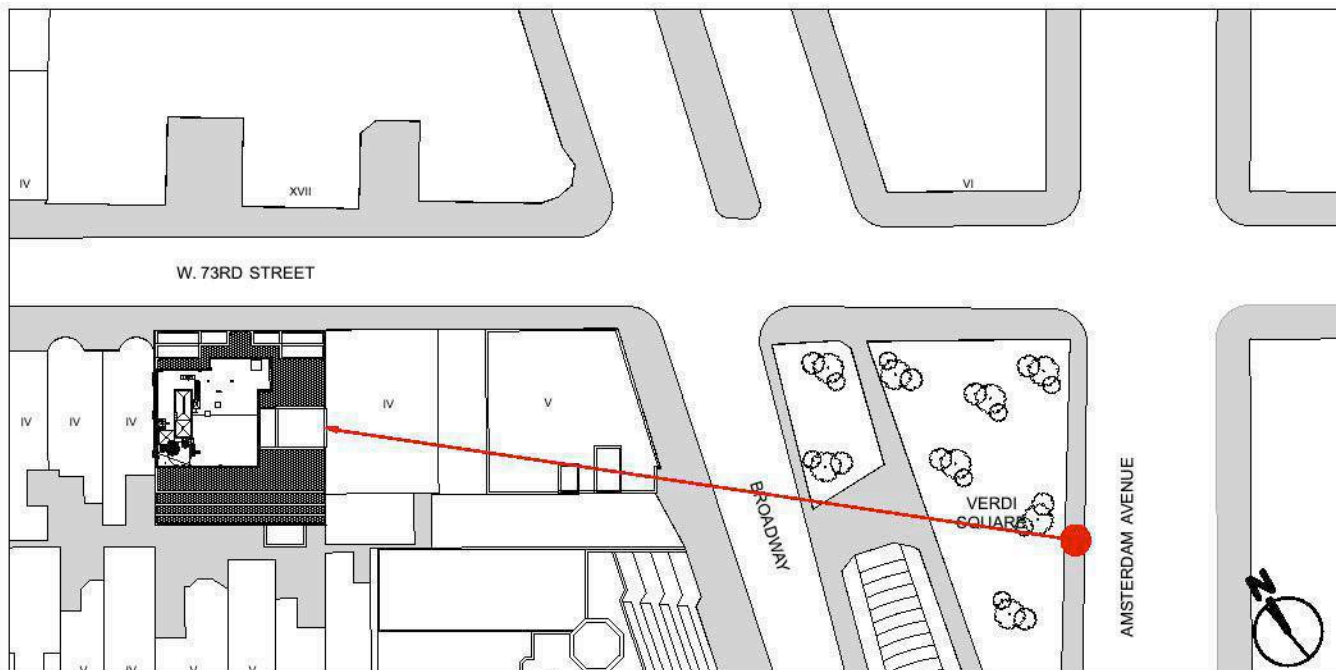 IV
XVII
VI
W. 73RD STREET
IV
IV
IV
IV
V
BROADWAY
VERDI
SQUARE
AMSTERDAM AVENUE
N
V
IV
V
V